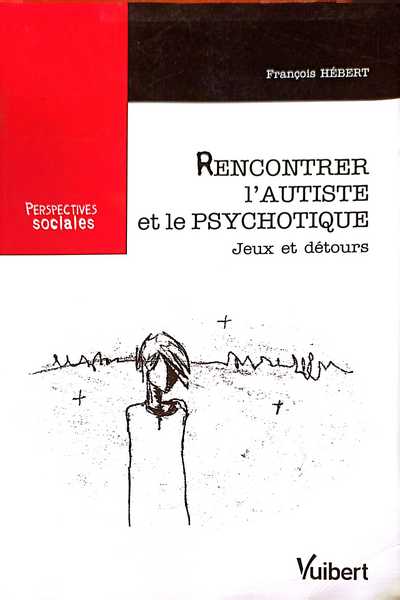 François HÉBERT
RENCONTRER
l'AUTISTE
et le PSYCHOTIQUE
Jeux et détours
PERSPECTIVES
sociales
Vuibert